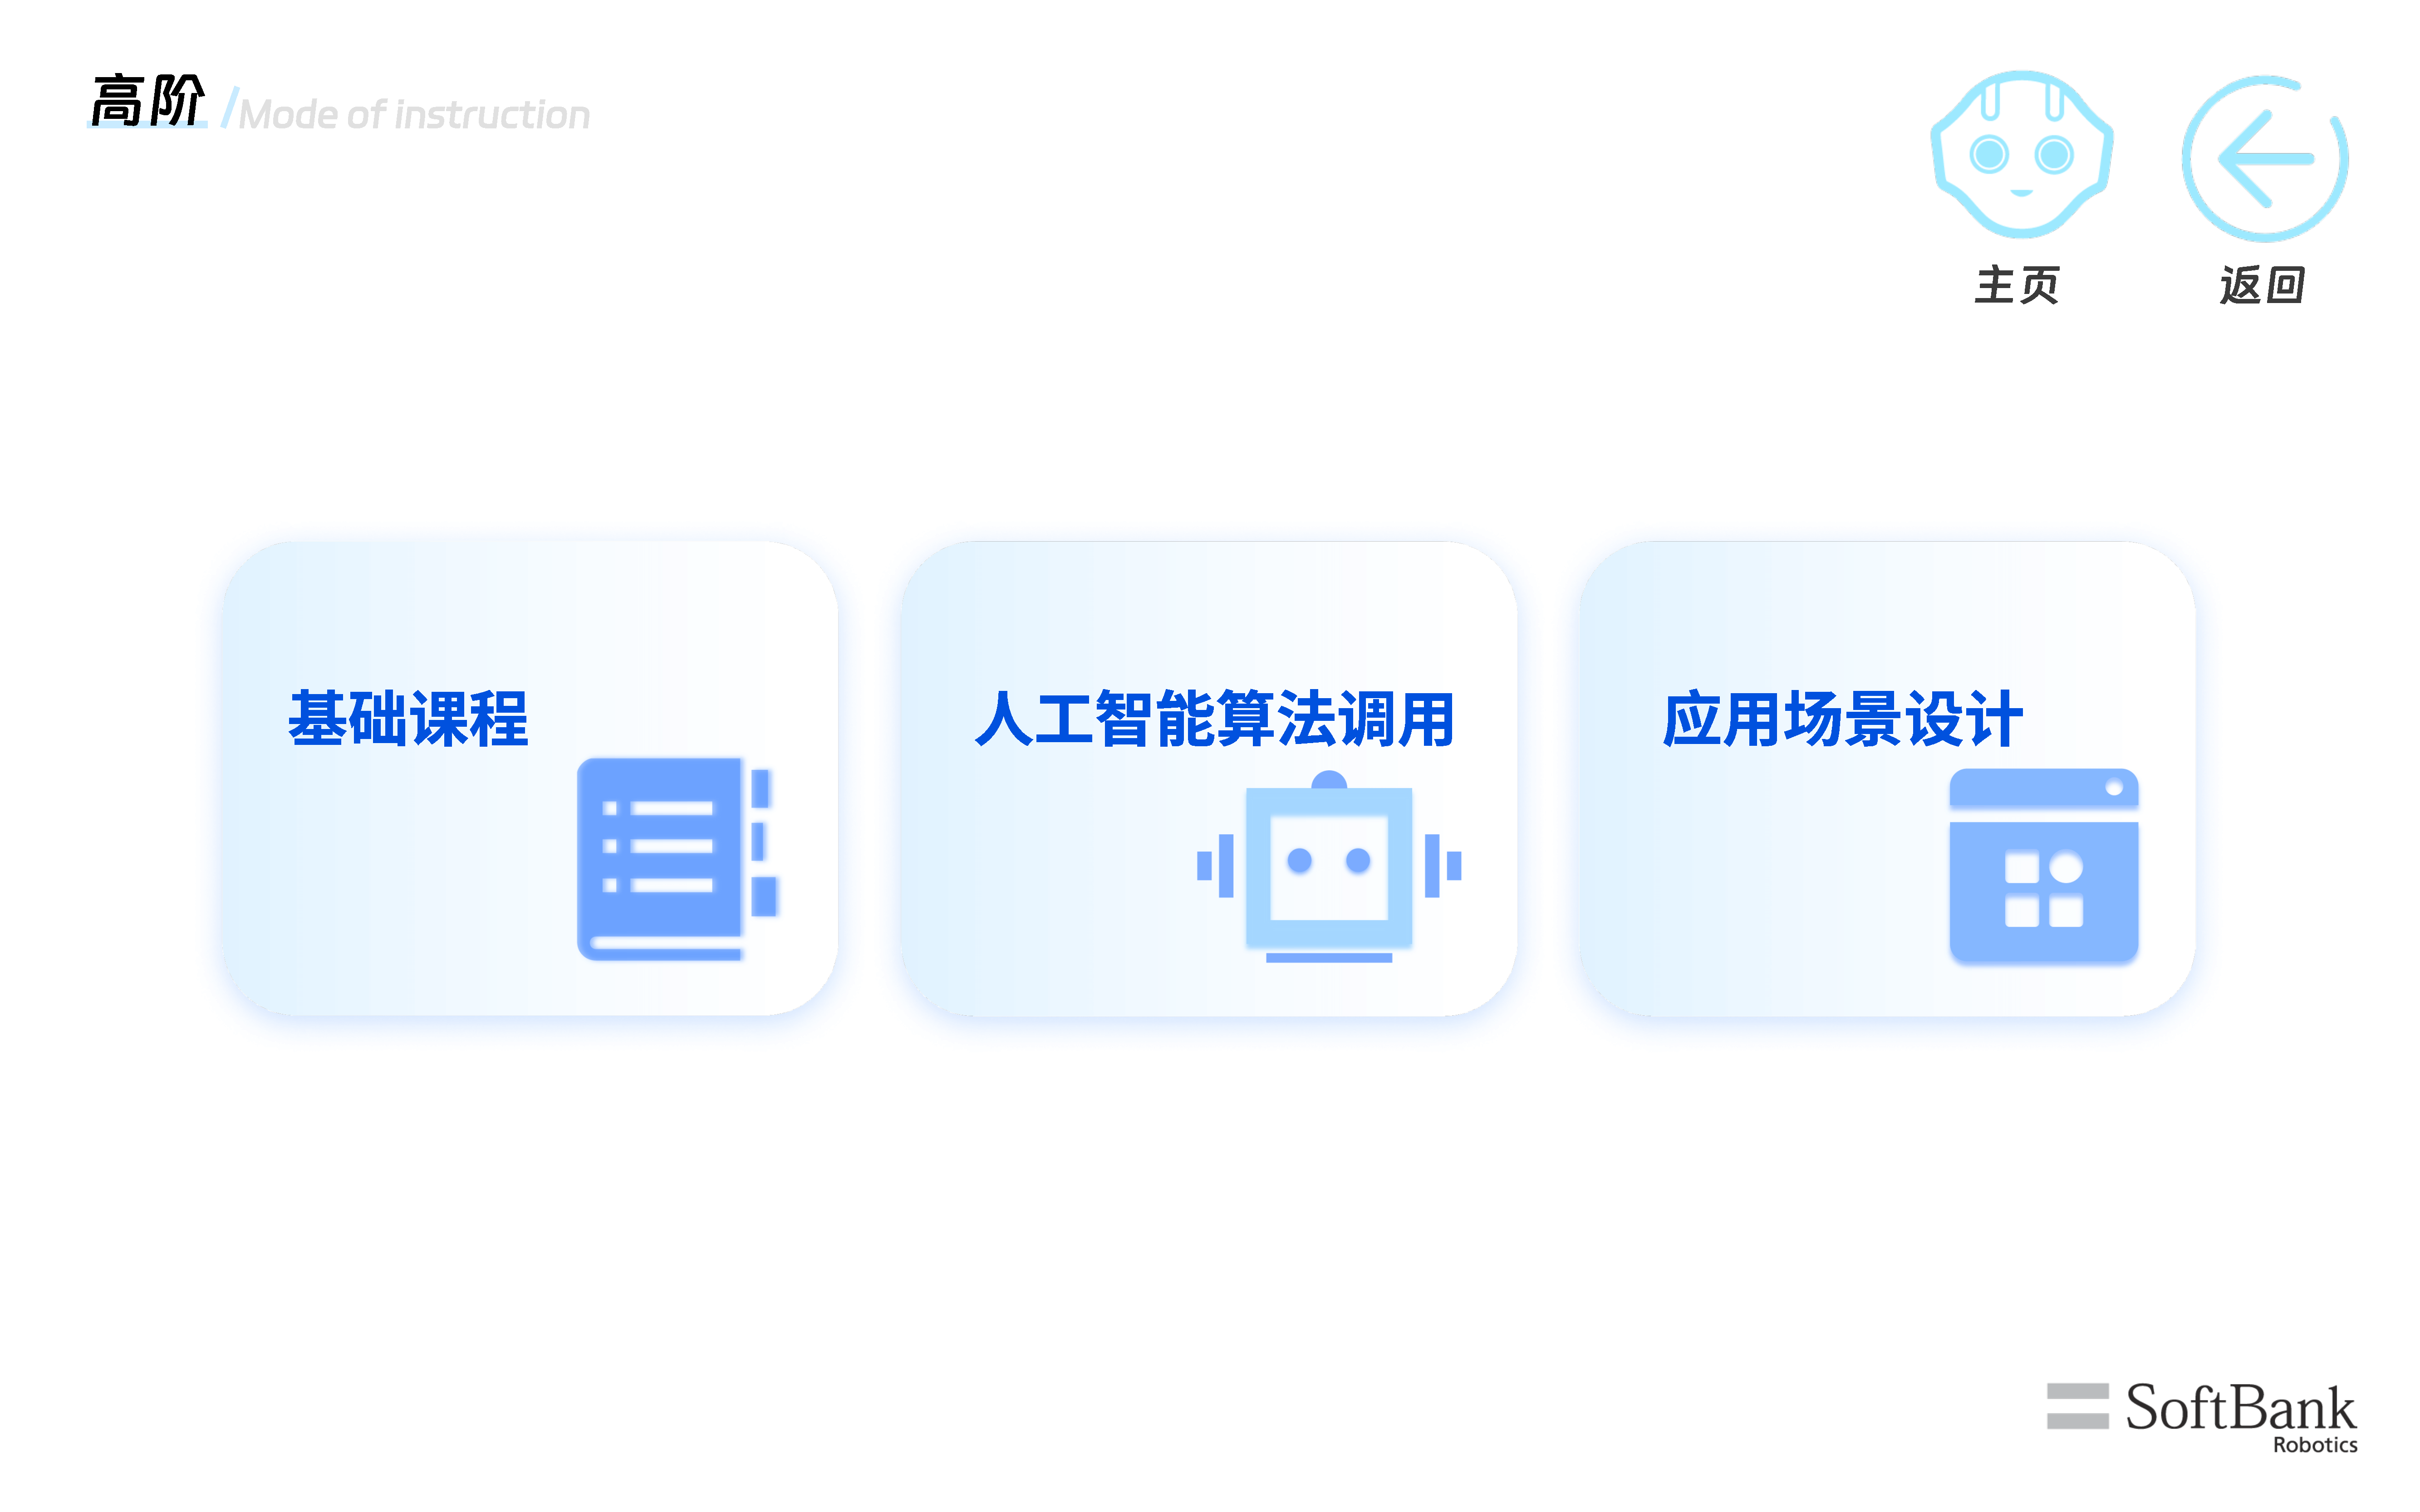 高阶 /Mode of instruction
主页
返回
基础课程
人工智能算法调用
应用场景设计
SoftBank
Robotics